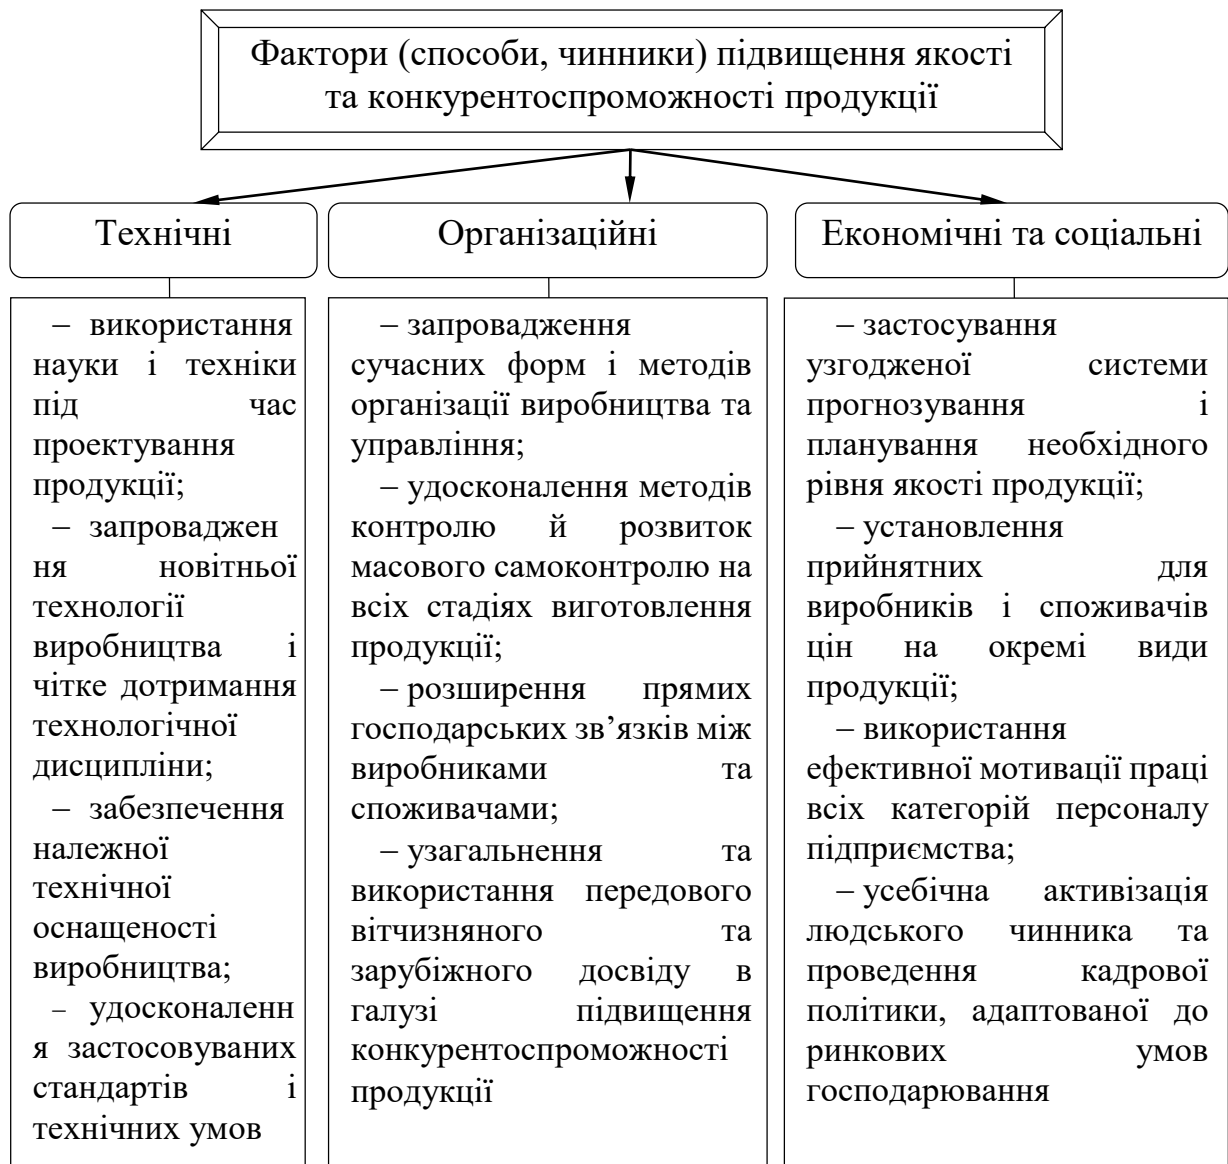 Фактори (способи, чинники) підвищення якості
та конкурентоспроможності продукції
Технічні
Організаційні
Економічні та соціальні
– використання
науки і техніки
під час
проектування
продукції;
– запроваджен
ня новітньої
технології
виробництва і
чітке дотримання
технологічної
дисципліни;
– забезпечення
належної
технічної
оснащеності
виробництва;
– удосконаленн
я застосовуваних
стандартів і
технічних умов
– запровадження
сучасних форм і методів
організації виробництва та
управління;
– удосконалення методів
контролю й розвиток
масового самоконтролю на
всіх стадіях виготовлення
продукції;
– розширення прямих
господарських зв’язків між
виробниками та
споживачами;
– узагальнення та
використання передового
вітчизняного та
зарубіжного досвіду в
галузі підвищення
конкурентоспроможності
продукції
– застосування
узгодженої системи
прогнозування і
планування необхідного
рівня якості продукції;
– установлення
прийнятних для
виробників і споживачів
цін на окремі види
продукції;
– використання
ефективної мотивації праці
всіх категорій персоналу
підприємства;
– усебічна активізація
людського чинника та
проведення кадрової
політики, адаптованої до
ринкових умов
господарювання